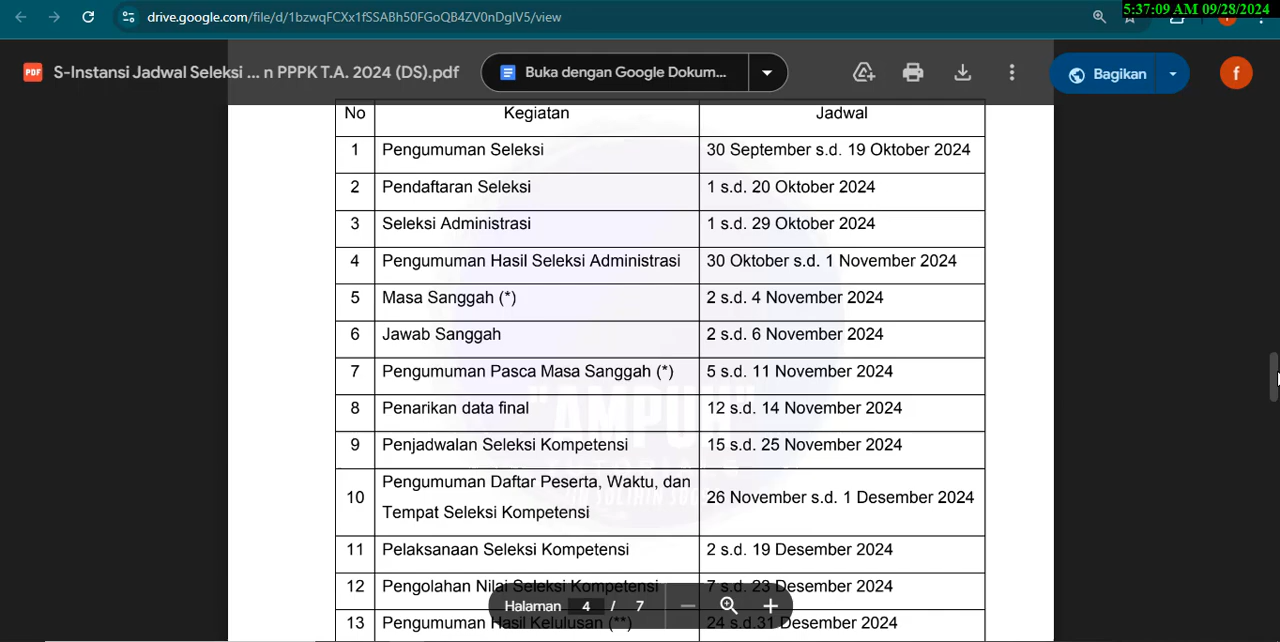 drive.google.com/file/d/1bzwqFCXx1fSSABh50FGoQB4ZV0nDglV5/view
5:37:09 AM 09/28/2024
PDF
S-Instansi Jadwal Seleksi ... n PPPK T.A. 2024 (DS).pdf
Buka dengan Google Dokum...
Bagikan
f
No Kegiatan Jadwal
1 Pengumuman Seleksi 30 September s.d. 19 Oktober 2024
2 Pendaftaran Seleksi 1 s.d. 20 Oktober 2024
3 Seleksi Administrasi 1 s.d. 29 Oktober 2024
4 Pengumuman Hasil Seleksi Administrasi 30 Oktober s.d. 1 November 2024
5 Masa Sanggah (*) 2 s.d. 4 November 2024
6 Jawab Sanggah 2 s.d. 6 November 2024
7 Pengumuman Pasca Masa Sanggah (*) 5 s.d. 11 November 2024
8 Penarikan data final 12 s.d. 14 November 2024
"AMPUH"
9 Penjadwalan Seleksi Kompetensi 15 s.d. 25 November 2024
10 Pengumuman Daftar Peserta, Waktu, dan
Tempat Seleksi Kompetensi 26 November s.d. 1 Desember 2024
11 Pelaksanaan Seleksi Kompetensi 2 s.d. 19 Desember 2024
12 Pengolahan Nilai Seleksi Kompetensi 7 s.d. 23 Desember 2024
Halaman 4 / 7
13 Pengumuman Hasil Kelulusan (**) 24 s.d.31 Desember 2024